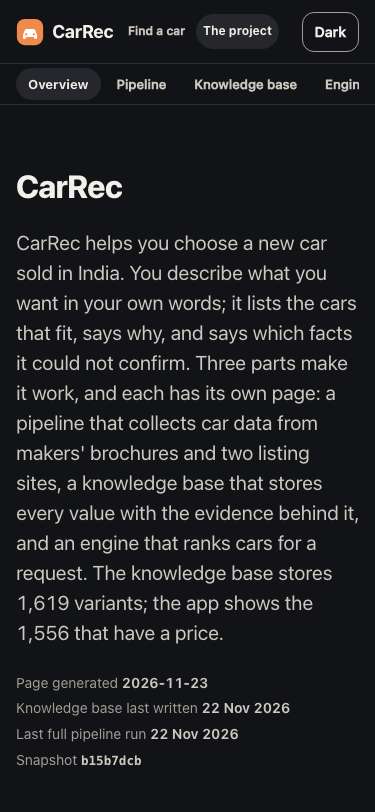 CarRec Find a car The project Dark
Overview Pipeline Knowledge base Engin
CarRec
CarRec helps you choose a new car
sold in India. You describe what you
want in your own words; it lists the cars
that fit, says why, and says which facts
it could not confirm. Three parts make
it work, and each has its own page: a
pipeline that collects car data from
makers' brochures and two listing
sites, a knowledge base that stores
every value with the evidence behind it,
and an engine that ranks cars for a
request. The knowledge base stores
1,619 variants; the app shows the
1,556 that have a price.
Page generated 2026-11-23
Knowledge base last written 22 Nov 2026
Last full pipeline run 22 Nov 2026
Snapshot b15b7dcb